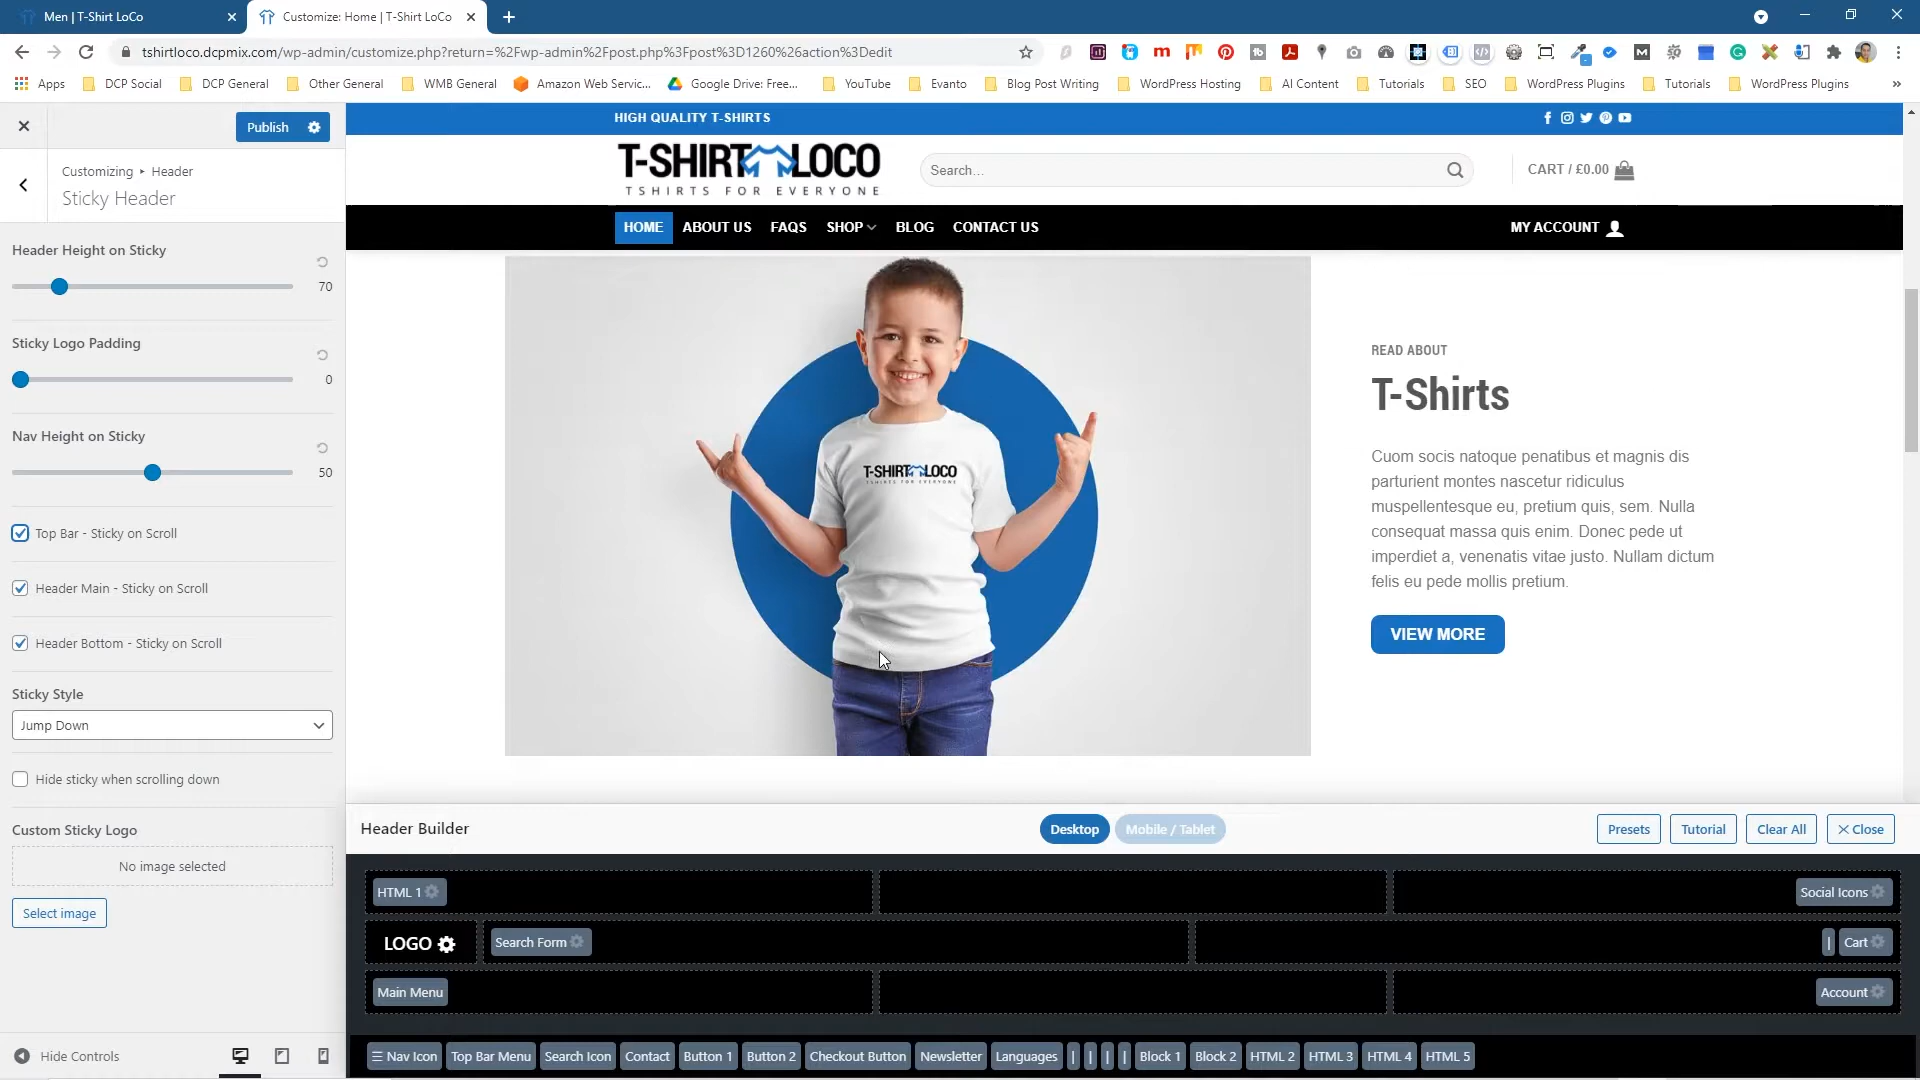 Men | T-Shirt LoCo
Customize: Home | T-Shirt LoCo
tshirtloco.dcpmix.com/wp-admin/customize.php?return=%2Fwp-admin%2Fpost.php%3Fpost%3D1260%26action%3Dedit
Apps
DCP Social
DCP General
Other General
WMB General
Amazon Web Servic...
Google Drive: Free...
YouTube
Evanto
Blog Post Writing
WordPress Hosting
AI Content
Tutorials
SEO
WordPress Plugins
Tutorials
WordPress Plugins
Publish
Customizing ▸ Header
Sticky Header
Header Height on Sticky
70
Sticky Logo Padding
0
Nav Height on Sticky
50
Top Bar - Sticky on Scroll
Header Main - Sticky on Scroll
Header Bottom - Sticky on Scroll
Sticky Style
Jump Down
Hide sticky when scrolling down
Custom Sticky Logo
No image selected
Select image
Hide Controls
HIGH QUALITY T-SHIRTS
T-SHIRT LOCO
TSHIRTS FOR EVERYONE
Search...
CART / £0.00
HOME
ABOUT US
FAQS
SHOP
BLOG
CONTACT US
MY ACCOUNT
T-SHIRT LOCO
TSHIRTS FOR EVERYONE
READ ABOUT
T-Shirts
Cuom socis natoque penatibus et magnis dis
parturient montes nascetur ridiculus
muspellentesque eu, pretium quis, sem. Nulla
consequat massa quis enim. Donec pede ut
imperdiet a, venenatis vitae justo. Nullam dictum
felis eu pede mollis pretium.
VIEW MORE
Header Builder
Desktop
Mobile / Tablet
Presets
Tutorial
Clear All
Close
HTML 1
Social Icons
LOGO
Search Form
|
Cart
Main Menu
Account
Nav Icon
Top Bar Menu
Search Icon
Contact
Button 1
Button 2
Checkout Button
Newsletter
Languages
|
|
|
|
Block 1
Block 2
HTML 2
HTML 3
HTML 4
HTML 5